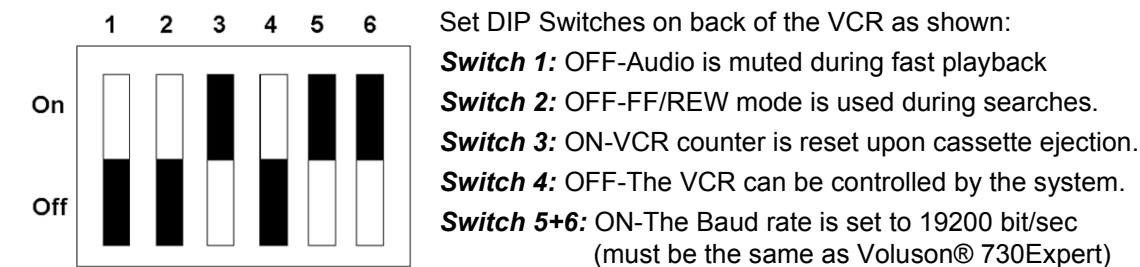 1 2 3 4 5 6
On
Off
Set DIP Switches on back of the VCR as shown:
Switch 1: OFF-Audio is muted during fast playback
Switch 2: OFF-FF/REW mode is used during searches.
Switch 3: ON-VCR counter is reset upon cassette ejection.
Switch 4: OFF-The VCR can be controlled by the system.
Switch 5+6: ON-The Baud rate is set to 19200 bit/sec
(must be the same as Voluson® 730Expert)